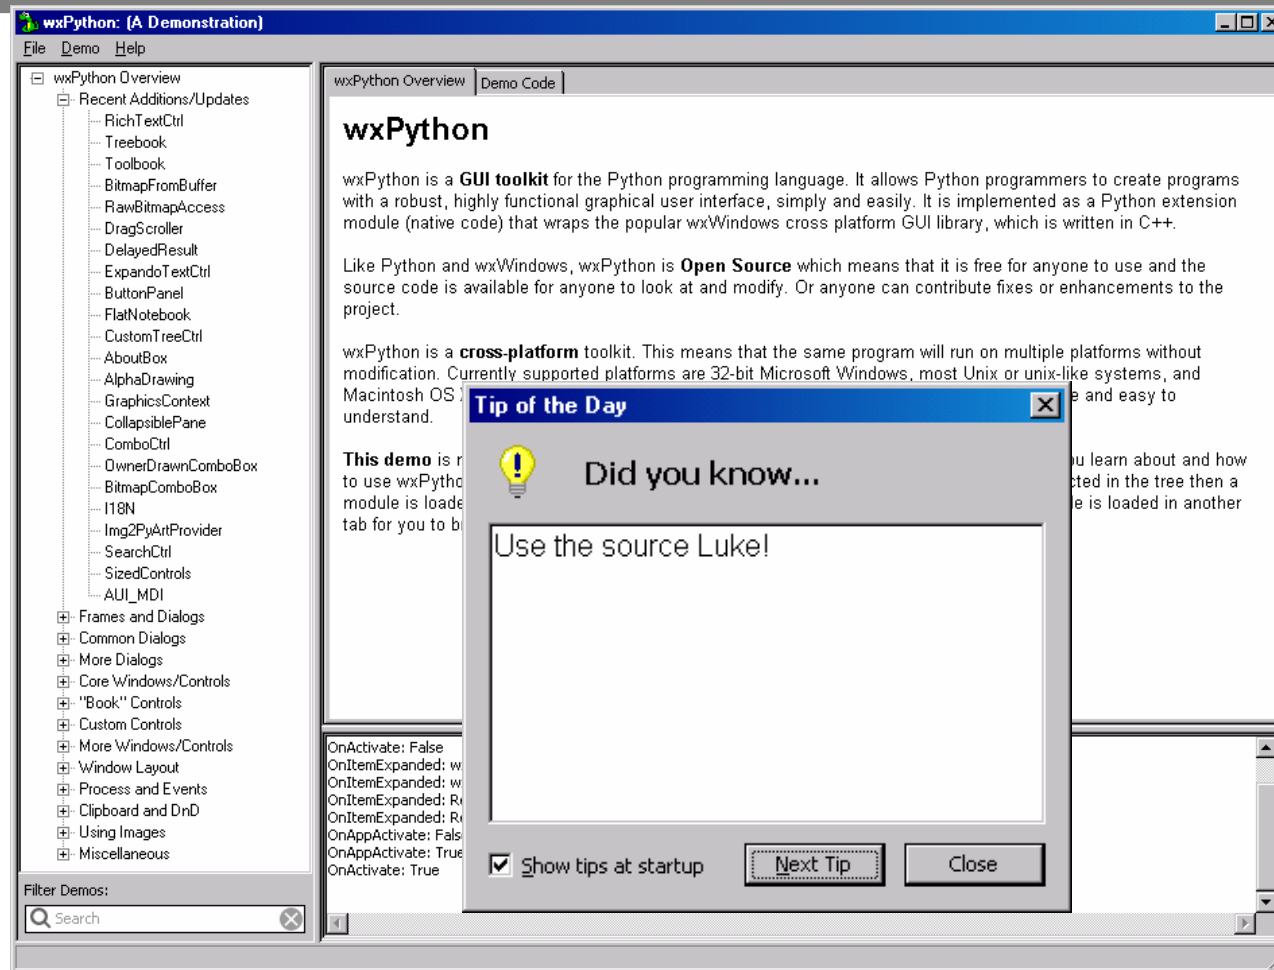 wxPython: (A Demonstration)
File Demo Help
wxPython Overview
Recent Additions/Updates
RichTextCtrl
Treebook
Toolbook
BitmapFromBuffer
RawBitmapAccess
DragScroller
DelayedResult
ExpandoTextCtrl
ButtonPanel
FlatNotebook
CustomTreeCtrl
AboutBox
AlphaDrawing
GraphicsContext
CollapsiblePane
ComboCtrl
OwnerDrawnComboBox
BitmapComboBox
I18N
Img2PyArtProvider
SearchCtrl
SizedControls
AUI_MDI
Frames and Dialogs
Common Dialogs
More Dialogs
Core Windows/Controls
"Book" Controls
Custom Controls
More Windows/Controls
Window Layout
Process and Events
Clipboard and DnD
Using Images
Miscellaneous
Filter Demos:
Search
wxPython Overview Demo Code
wxPython
wxPython is a GUI toolkit for the Python programming language. It allows Python programmers to create programs
with a robust, highly functional graphical user interface, simply and easily. It is implemented as a Python extension
module (native code) that wraps the popular wxWindows cross platform GUI library, which is written in C++.
Like Python and wxWindows, wxPython is Open Source which means that it is free for anyone to use and the
source code is available for anyone to look at and modify. Or anyone can contribute fixes or enhancements to the
project.
wxPython is a cross-platform toolkit. This means that the same program will run on multiple platforms without
modification. Currently supported platforms are 32-bit Microsoft Windows, most Unix or unix-like systems, and
Macintosh OS e and easy to
understand.
This demo is u learn about and how
to use wxPytho cted in the tree then a
module is loade le is loaded in another
tab for you to b
OnActivate: False
OnItemExpanded: w
OnItemExpanded: w
OnItemExpanded: R
OnItemExpanded: R
OnAppActivate: Fals
OnAppActivate: True
OnActivate: True
Tip of the Day
Did you know...
Use the source Luke!
Show tips at startup
Next Tip
Close